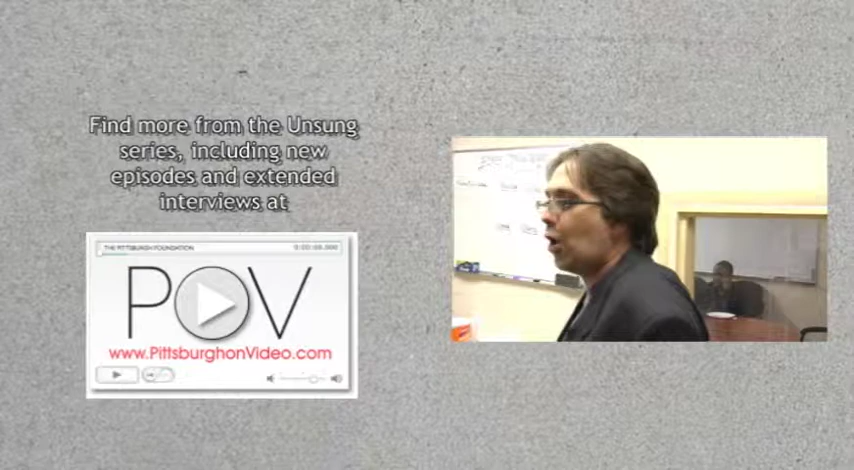 Find more from the Unsung
series, including new
episodes and extended
interviews at
THE PITTSBURGH FOUNDATION
POV
www.PittsburghonVideo.com